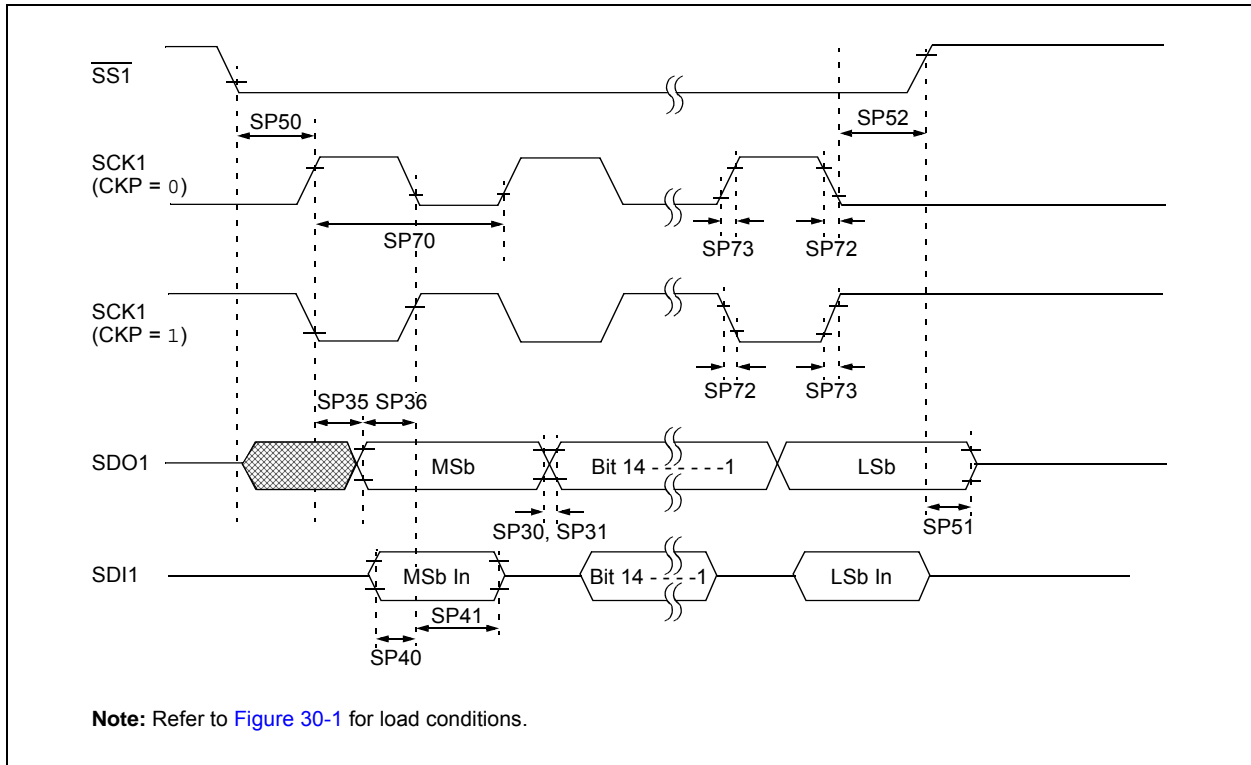 SS1
SP50
SP52
SCK1
(CKP = 0)
SP70
SP73
SP72
SCK1
(CKP = 1)
SP72
SP73
SP35
SP36
SDO1
MSb
Bit 14 - - - - - -1
LSb
SP30, SP31
SP51
SDI1
MSb In
Bit 14 - - - -1
LSb In
SP41
SP40
Note: Refer to Figure 30-1 for load conditions.